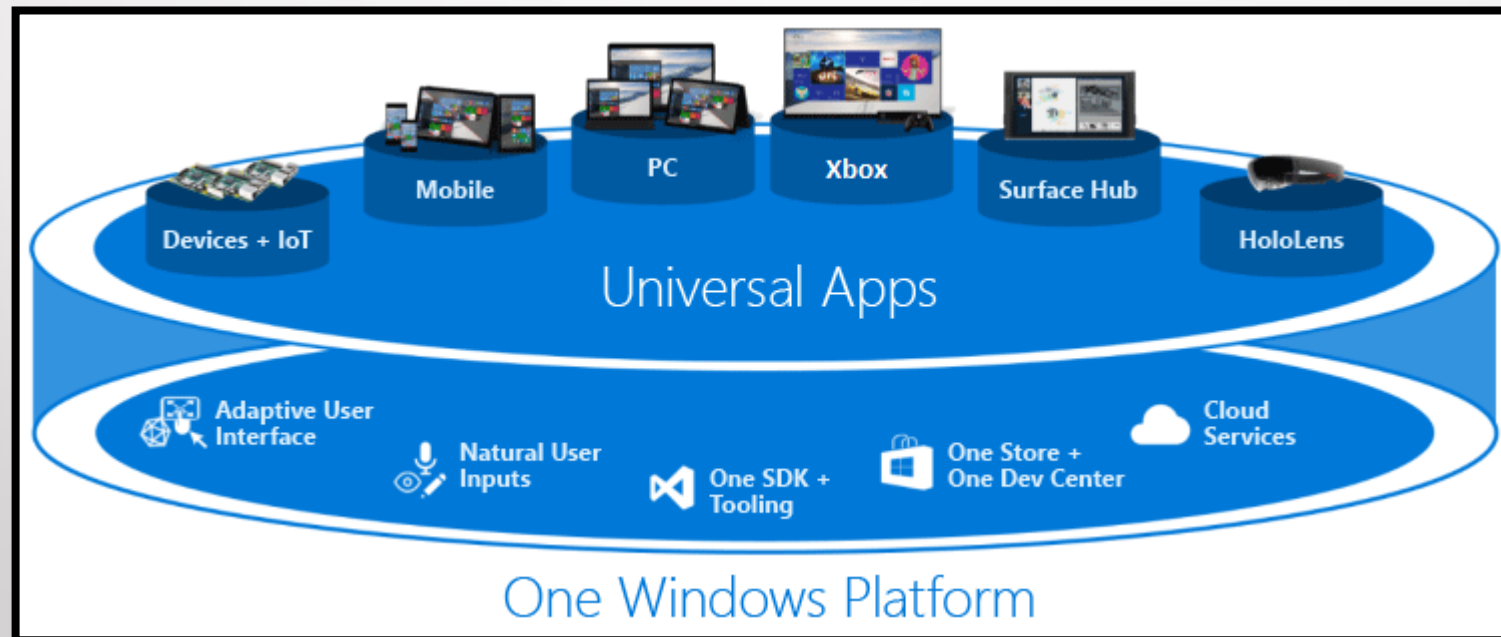 PC
Xbox
Mobile
Surface Hub
Devices + IoT
HoloLens
Universal Apps
Adaptive User
Interface
Natural User
Inputs
One SDK +
Tooling
One Store +
One Dev Center
Cloud
Services
One Windows Platform